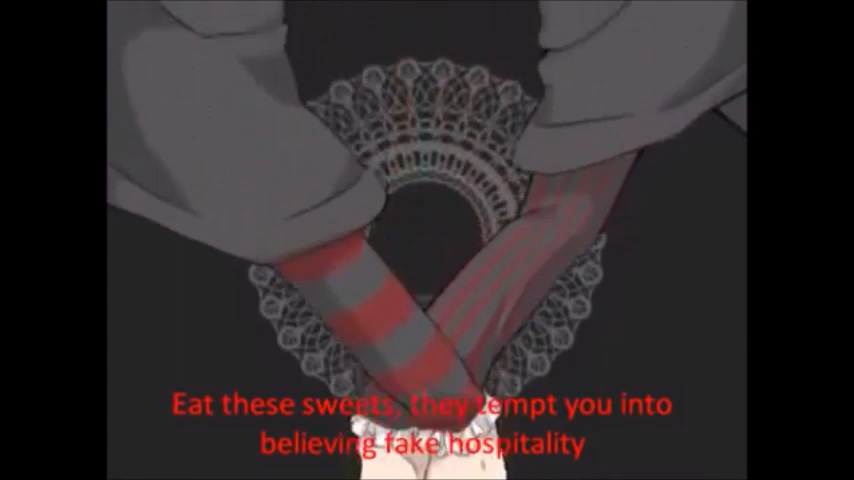 Eat these sweets, they tempt you into
believing fake hospitality